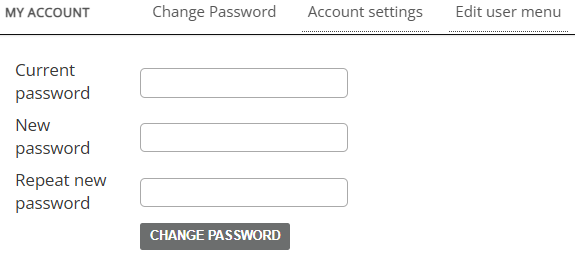 MY ACCOUNT Change Password Account settings Edit user menu
Current
password
New
password
Repeat new
password
CHANGE PASSWORD